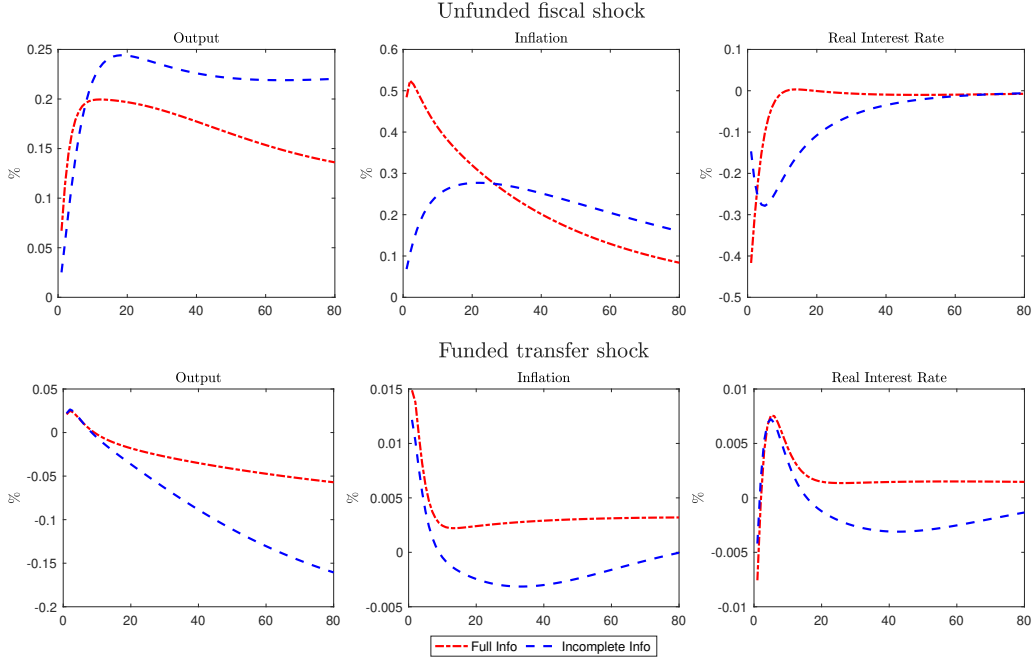 Unfunded fiscal shock
Output
Inflation
Real Interest Rate
%
0.25
0.2
0.15
0.1
0.05
0
0 20 40 60 80
%
0.6
0.5
0.4
0.3
0.2
0.1
0
0 20 40 60 80
%
0.1
0
-0.1
-0.2
-0.3
-0.4
-0.5
0 20 40 60 80
Funded transfer shock
Output
Inflation
Real Interest Rate
%
0.05
0
-0.05
-0.1
-0.15
-0.2
0 20 40 60 80
%
0.015
0.01
0.005
0
-0.005
0 20 40 60 80
%
0.01
0.005
0
-0.005
-0.01
0 20 40 60 80
Full Info Incomplete Info